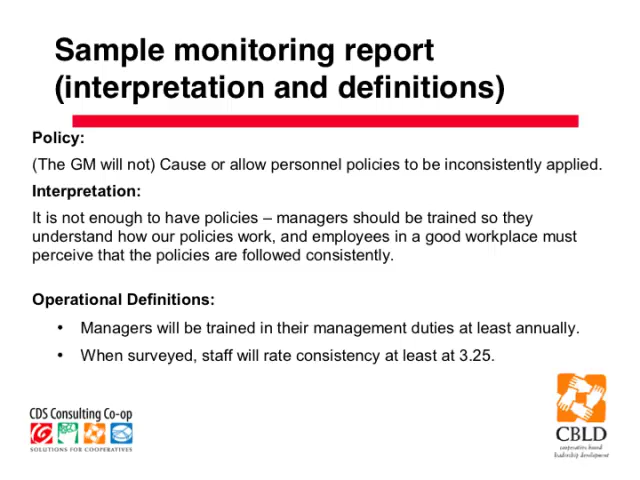 Sample monitoring report
(interpretation and definitions)
Policy:
(The GM will not) Cause or allow personnel policies to be inconsistently applied.
Interpretation:
It is not enough to have policies – managers should be trained so they
understand how our policies work, and employees in a good workplace must
perceive that the policies are followed consistently.
Operational Definitions:
• Managers will be trained in their management duties at least annually.
• When surveyed, staff will rate consistency at least at 3.25.
CDS Consulting Co-op
SOLUTIONS FOR COOPERATIVES
CBLD
cooperative board
leadership development